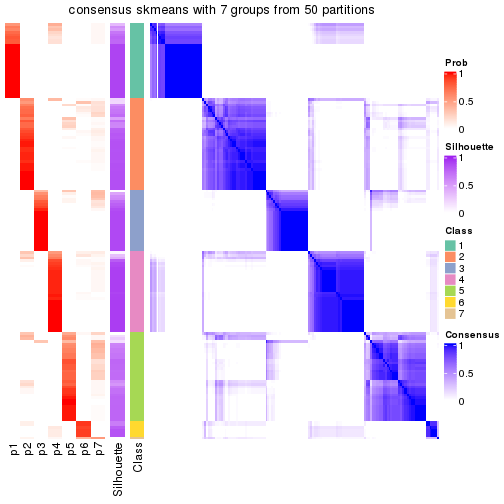 consensus skmeans with 7 groups from 50 partitions
Prob
1
0.5
0
Silhouette
1
0.5
0
Class
1
2
3
4
5
6
7
Consensus
1
0.5
0
p1 p2 p3 p4 p5 p6 p7 Silhouette Class